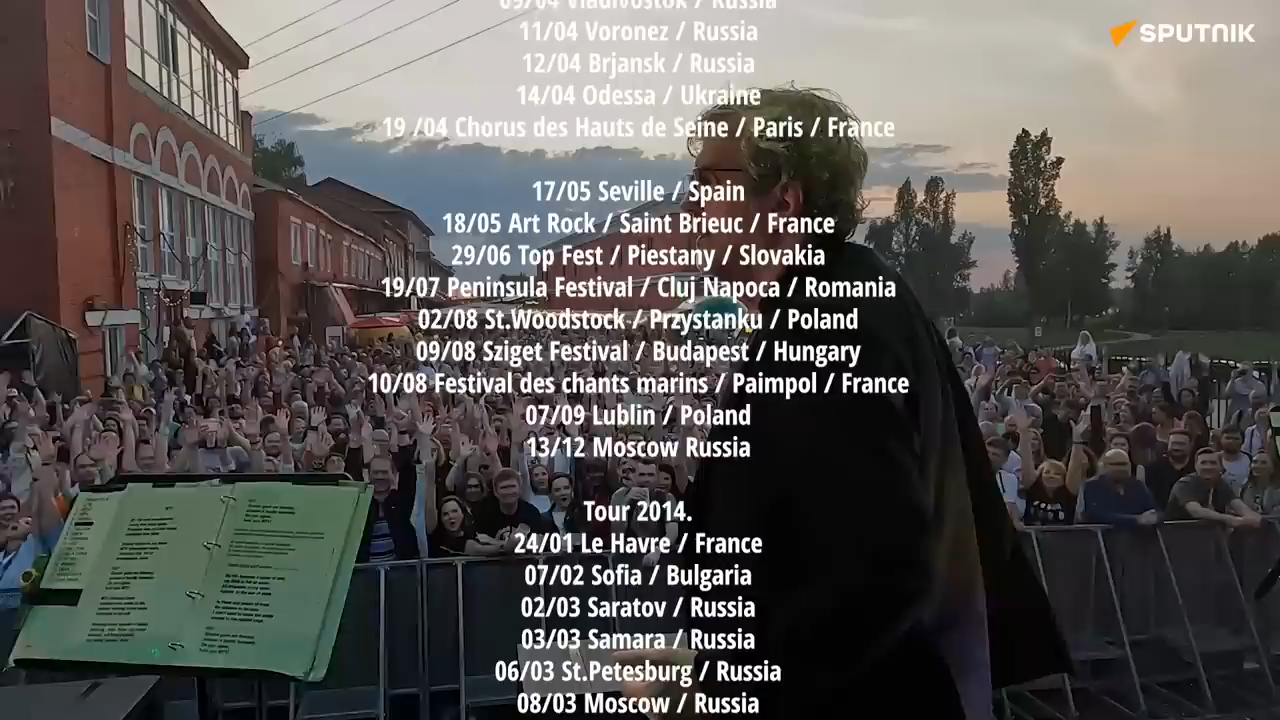 SPUTNIK
09/04 Vladivostok / Russia
11/04 Voronez / Russia
12/04 Brjansk / Russia
14/04 Odessa / Ukraine
19 /04 Chorus des Hauts de Seine / Paris / France
17/05 Seville / Spain
18/05 Art Rock / Saint Brieuc / France
29/06 Top Fest / Piestany / Slovakia
19/07 Peninsula Festival / Cluj Napoca / Romania
02/08 St.Woodstock / Przystanku / Poland
09/08 Sziget Festival / Budapest / Hungary
10/08 Festival des chants marins / Paimpol / France
07/09 Lublin / Poland
13/12 Moscow Russia
Tour 2014.
24/01 Le Havre / France
07/02 Sofia / Bulgaria
02/03 Saratov / Russia
03/03 Samara / Russia
06/03 St.Petesburg / Russia
08/03 Moscow / Russia